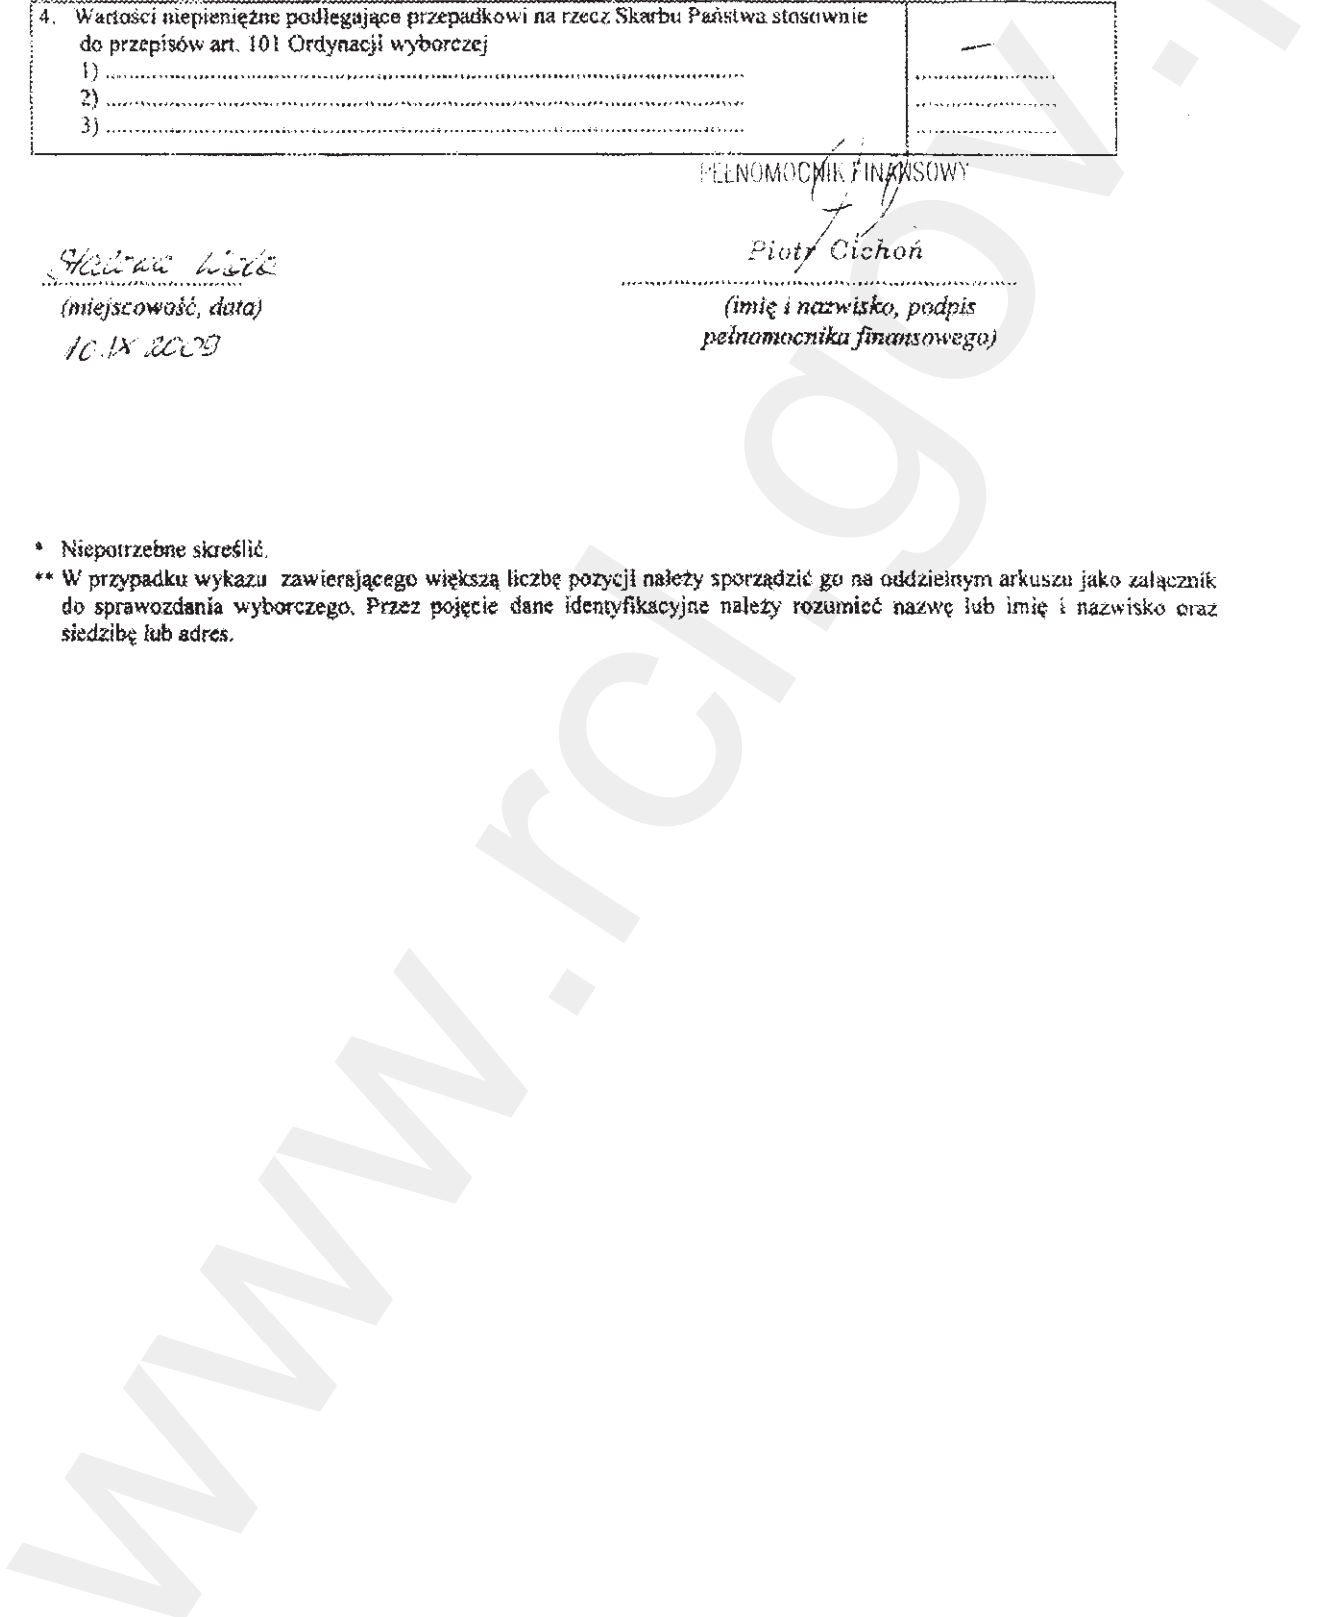 4. Wartości niepieniężne podlegające przepadkowi na rzecz Skarbu Państwa stosownie
do przepisów art. 101 Ordynacji wyborczej
—
1) ........................................................................
2) ........................................................................
3) ........................................................................
PEŁNOMOCNIK FINANSOWY
Piotr Cichoń
Stalowa Wola
(miejscowość, data)
10.IX 2009
(imię i nazwisko, podpis
pełnomocnika finansowego)
* Niepotrzebne skreślić.
** W przypadku wykazu zawierającego większą liczbę pozycji należy sporządzić go na oddzielnym arkuszu jako załącznik
do sprawozdania wyborczego. Przez pojęcie dane identyfikacyjne należy rozumieć nazwę lub imię i nazwisko oraz
siedzibę lub adres.
www.rcl.gov.